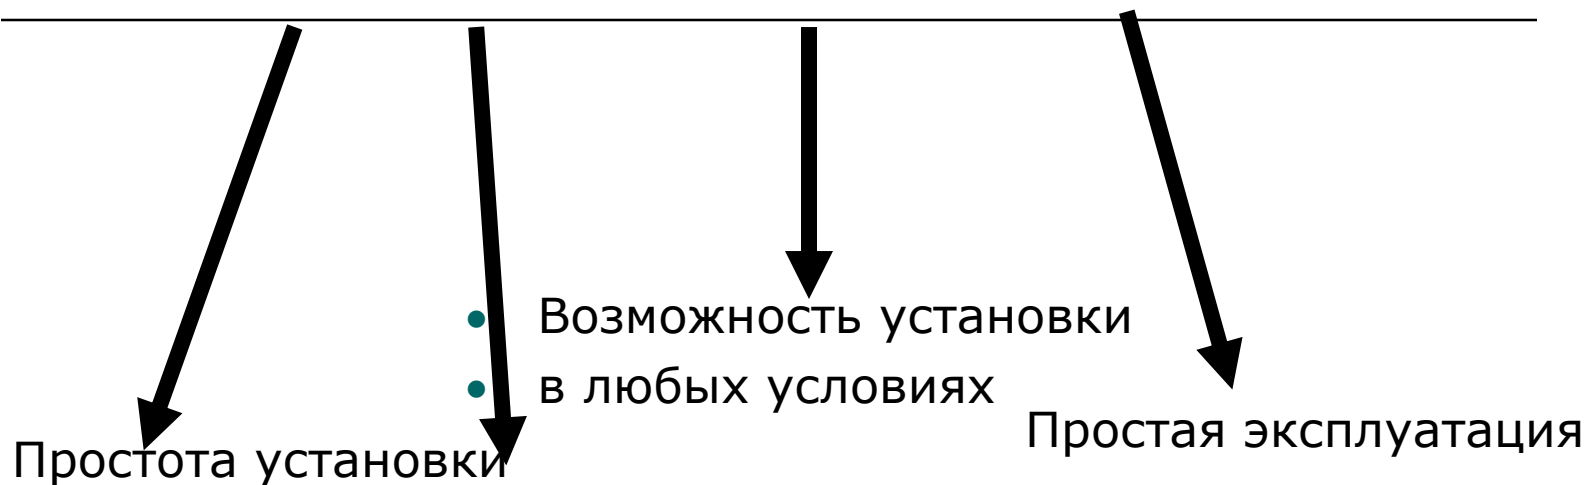 Возможность установки
в любых условиях
Простая эксплуатация
Простота установки